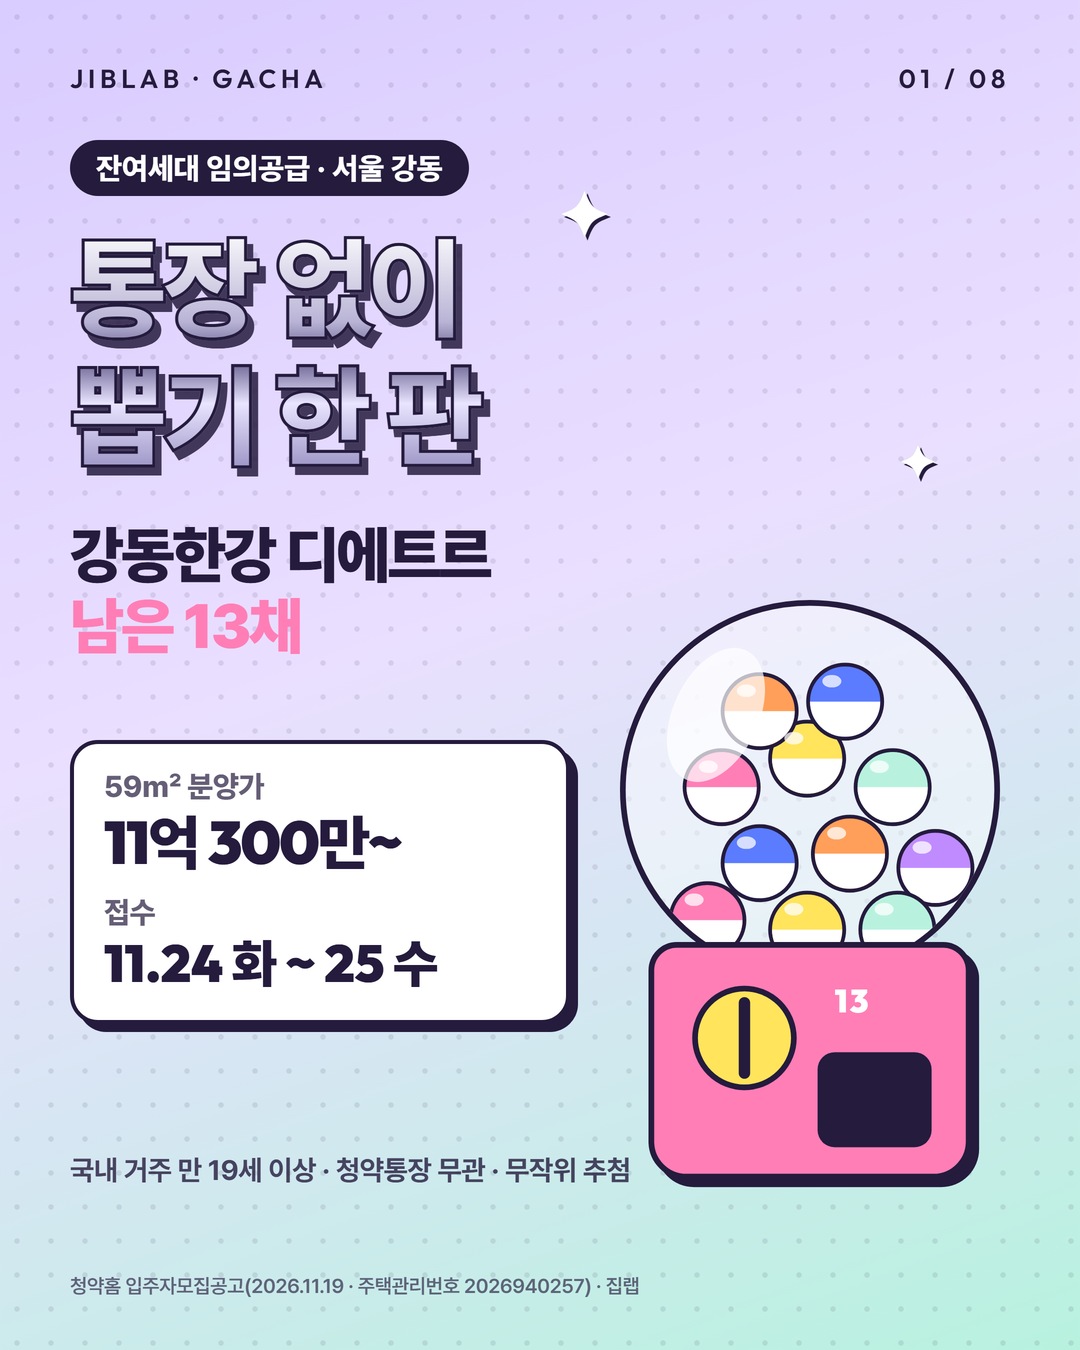 JIBLAB · GACHA
01 / 08
잔여세대 임의공급 · 서울 강동
통장 없이
뽑기 한 판
강동한강 디에트르
남은 13채
59m² 분양가
11억 300만~
접수
11.24 화 ~ 25 수
13
국내 거주 만 19세 이상 · 청약통장 무관 · 무작위 추첨
청약홈 입주자모집공고(2026.11.19 · 주택관리번호 2026940257) · 집랩